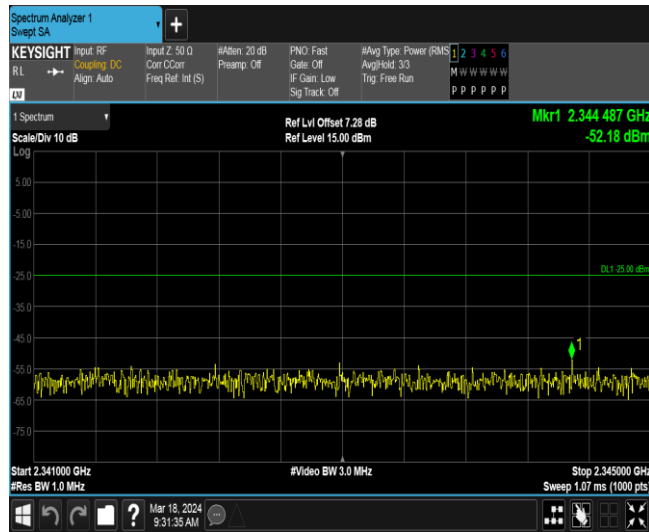 Spectrum Analyzer 1
Swept SA
+
KEYSIGHT
RL
LXI
Input: RF
Coupling: DC
Align: Auto
Input Z: 50 Ω
Corr CCorr
Freq Ref: Int (S)
#Atten: 20 dB
Preamp: Off
PNO: Fast
Gate: Off
IF Gain: Low
Sig Track: Off
#Avg Type: Power (RMS
Avg|Hold: 3/3
Trig: Free Run
1 2 3 4 5 6
M W W W W W
P P P P P P
1 Spectrum
Scale/Div 10 dB
Log
Ref Lvl Offset 7.28 dB
Ref Level 15.00 dBm
Mkr1 2.344 487 GHz
-52.18 dBm
5.00
-5.00
-15.0
DL1 -25.00 dBm
-25.0
-35.0
-45.0
1
-55.0
-65.0
-75.0
Start 2.341000 GHz
#Res BW 1.0 MHz
#Video BW 3.0 MHz
Stop 2.345000 GHz
Sweep 1.07 ms (1000 pts)
?
Mar 18, 2024
9:31:35 AM